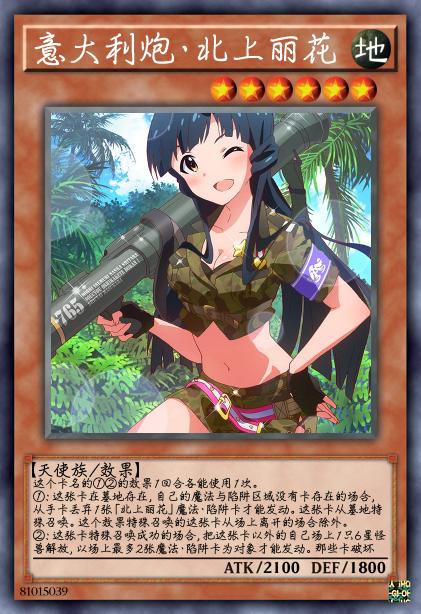 意大利炮·北上丽花
地
765
【天使族/效果】
这个卡名的①②的效果1回合各能使用1次。
①：这张卡在墓地存在，自己的魔法与陷阱区域没有卡存在的场合，
从手卡丢弃1张「北上丽花」魔法·陷阱卡才能发动。这张卡从墓地特
殊召唤。这个效果特殊召唤的这张卡从场上离开的场合除外。
②：这张卡特殊召唤成功的场合，把这张卡以外的自己场上1只6星怪
兽解放，以场上最多2张魔法·陷阱卡为对象才能发动。那些卡破坏
ATK/2100 DEF/1800
81015039